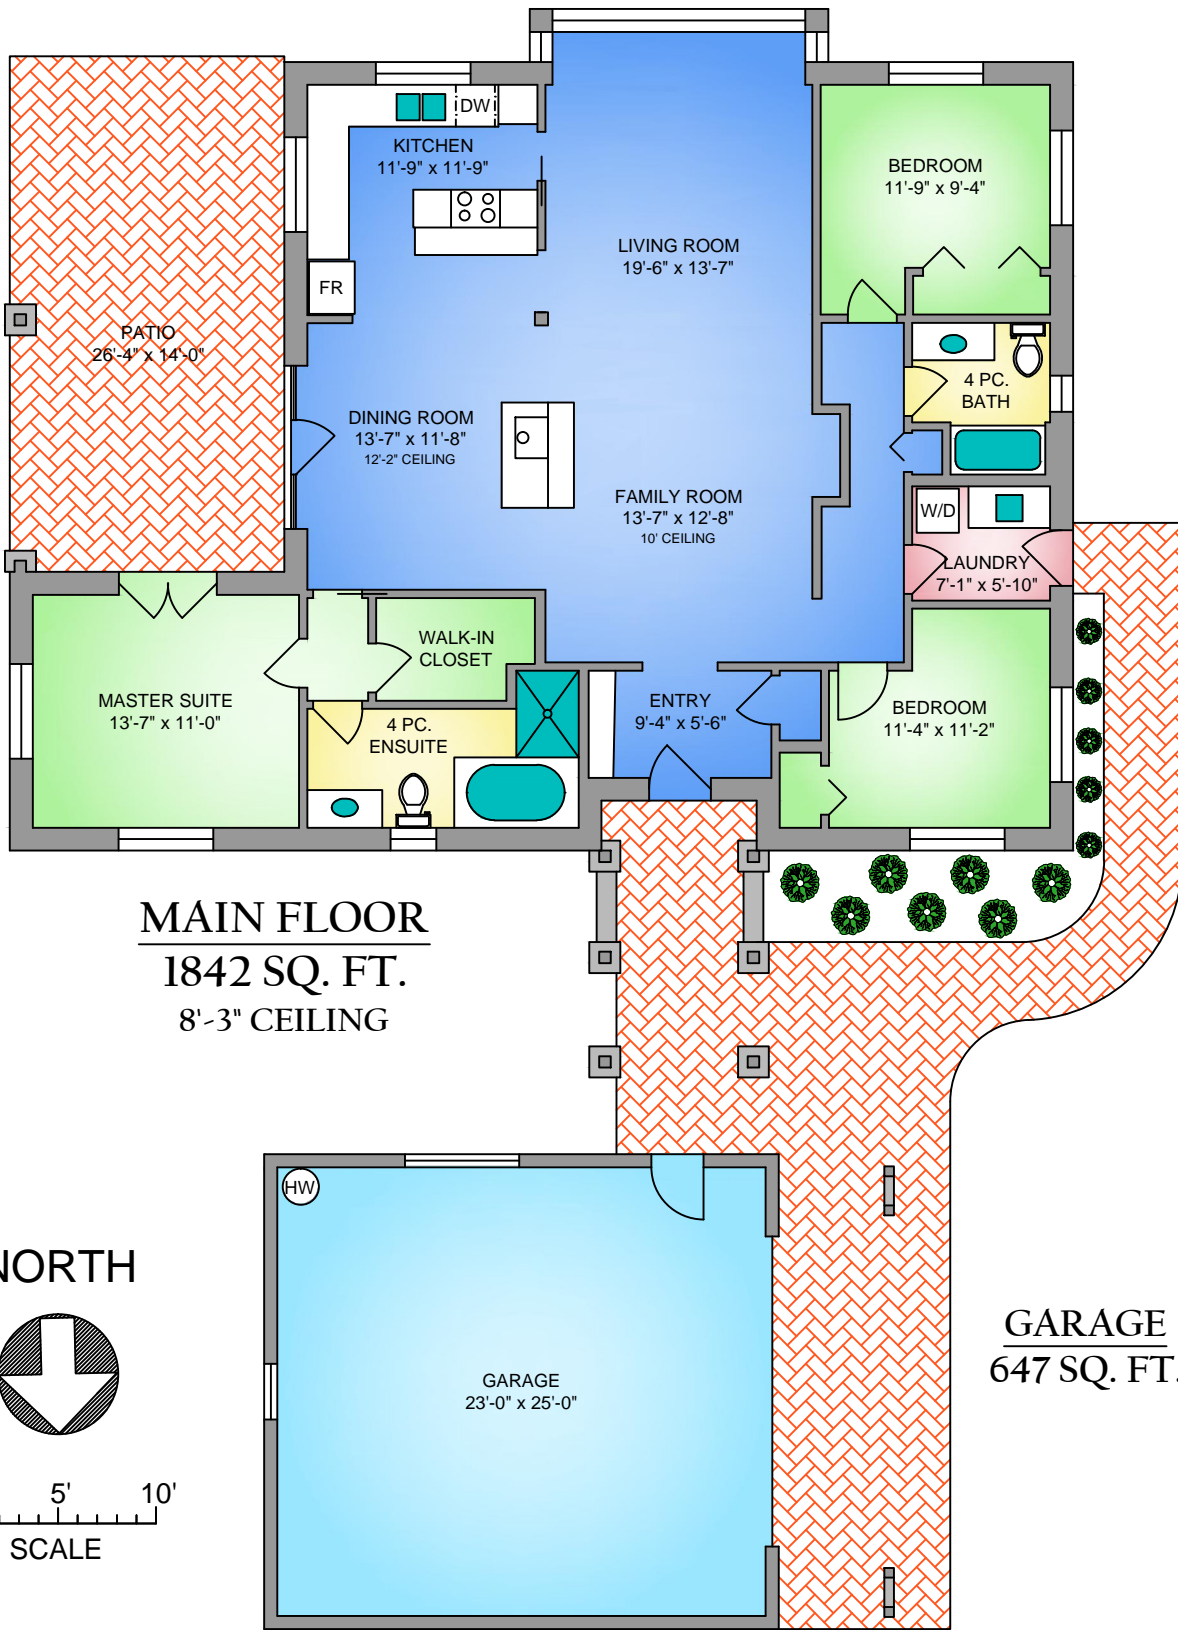 DW
KITCHEN
11'-9" x 11'-9"
FR
LIVING ROOM
19'-6" x 13'-7"
BEDROOM
11'-9" x 9'-4"
PATIO
26'-4" x 14'-0"
4 PC.
BATH
DINING ROOM
13'-7" x 11'-8"
12'-2" CEILING
FAMILY ROOM
13'-7" x 12'-8"
10' CEILING
W/D
LAUNDRY
7'-1" x 5'-10"
WALK-IN
CLOSET
MASTER SUITE
13'-7" x 11'-0"
4 PC.
ENSUITE
ENTRY
9'-4" x 5'-6"
BEDROOM
11'-4" x 11'-2"
MAIN FLOOR
1842 SQ. FT.
8'-3" CEILING
HW
NORTH
GARAGE
23'-0" x 25'-0"
GARAGE
647 SQ. FT.
5' 10'
SCALE